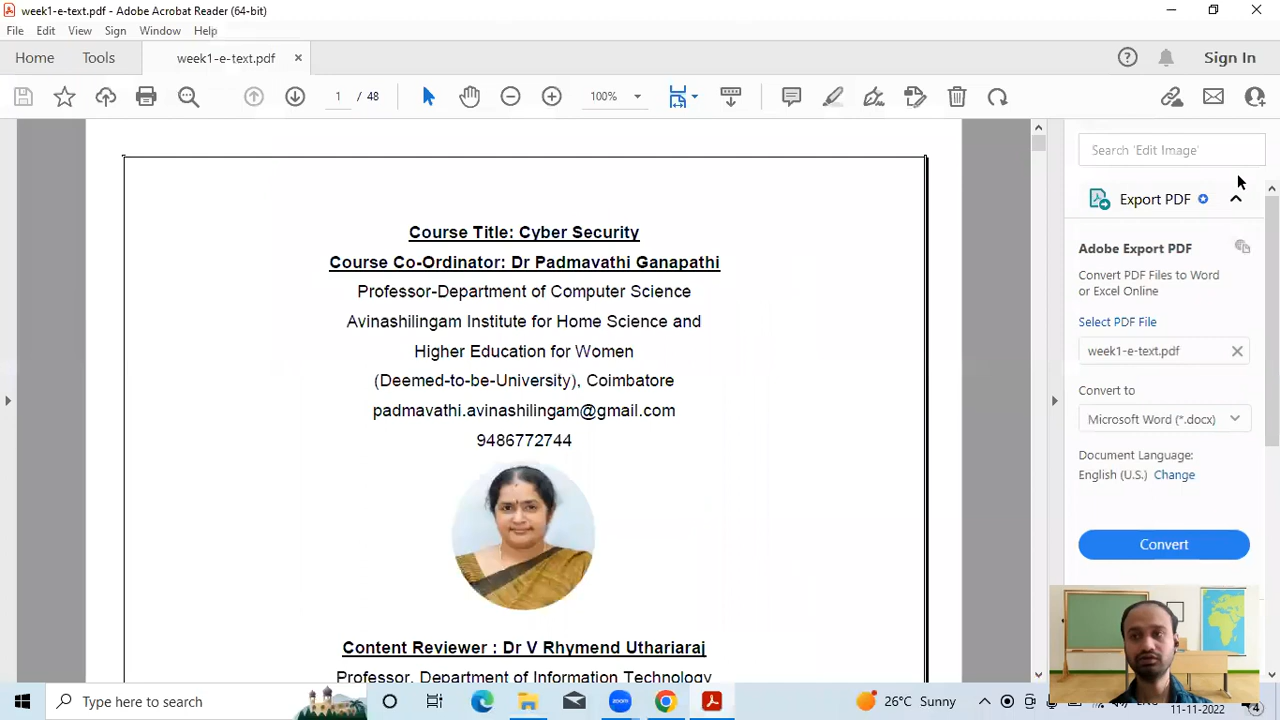 week1-e-text.pdf - Adobe Acrobat Reader (64-bit)
File Edit View Sign Window Help
Home Tools week1-e-text.pdf Sign In
1 / 48 100%
Search 'Edit Image'
Export PDF
Adobe Export PDF
Convert PDF Files to Word
or Excel Online
Select PDF File
week1-e-text.pdf
Convert to
Microsoft Word (*.docx)
Document Language:
English (U.S.) Change
Convert
Course Title: Cyber Security
Course Co-Ordinator: Dr Padmavathi Ganapathi
Professor-Department of Computer Science
Avinashilingam Institute for Home Science and
Higher Education for Women
(Deemed-to-be-University), Coimbatore
padmavathi.avinashilingam@gmail.com
9486772744
Content Reviewer : Dr V Rhymend Uthariaraj
Professor, Department of Information Technology
Type here to search
zoom
26°C Sunny
11-11-2022